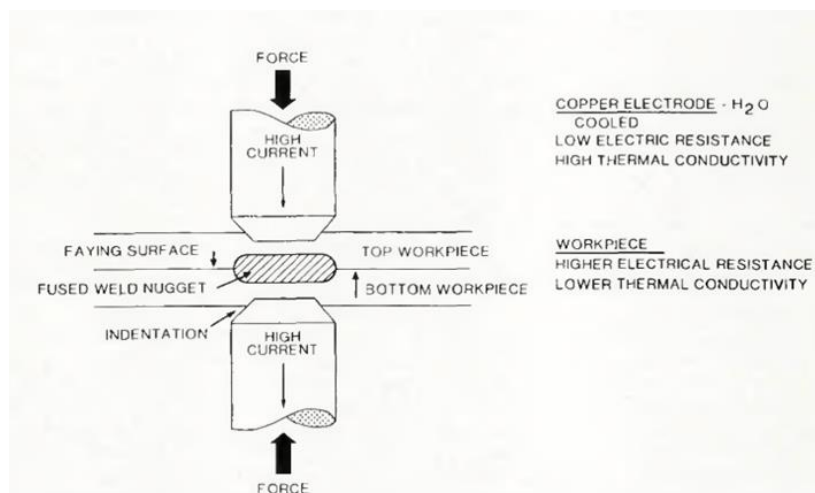 FORCE
HIGH
CURRENT
COPPER ELECTRODE - H2O
COOLED
LOW ELECTRIC RESISTANCE
HIGH THERMAL CONDUCTIVITY
FAYING SURFACE
TOP WORKPIECE
FUSED WELD NUGGET
BOTTOM WORKPIECE
INDENTATION
WORKPIECE
HIGHER ELECTRICAL RESISTANCE
LOWER THERMAL CONDUCTIVITY
HIGH
CURRENT
FORCE